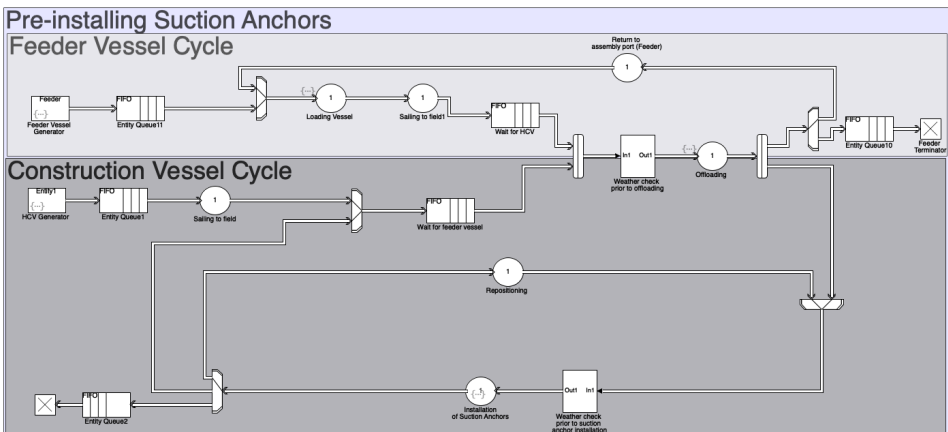 Pre-installing Suction Anchors
Feeder Vessel Cycle
Return to
assembly port (Feeder)
1
Feeder
{...}
Feeder Vessel
Generator
FIFO
Entity Queue11
{...}
1
Loading Vessel
1
Sailing to field1
FIFO
Wait for HCV
In1 Out1
Weather check
prior to offloading
{...}
1
Offloading
FIFO
Entity Queue10
Feeder
Terminator
Construction Vessel Cycle
Entity1
{...}
HCV Generator
FIFO
Entity Queue1
1
Sailing to field
FIFO
Wait for feeder vessel
1
Repositioning
FIFO
Entity Queue2
1
{...}
Installation
of Suction Anchors
Out1 In1
Weather check
prior to suction
anchor installation